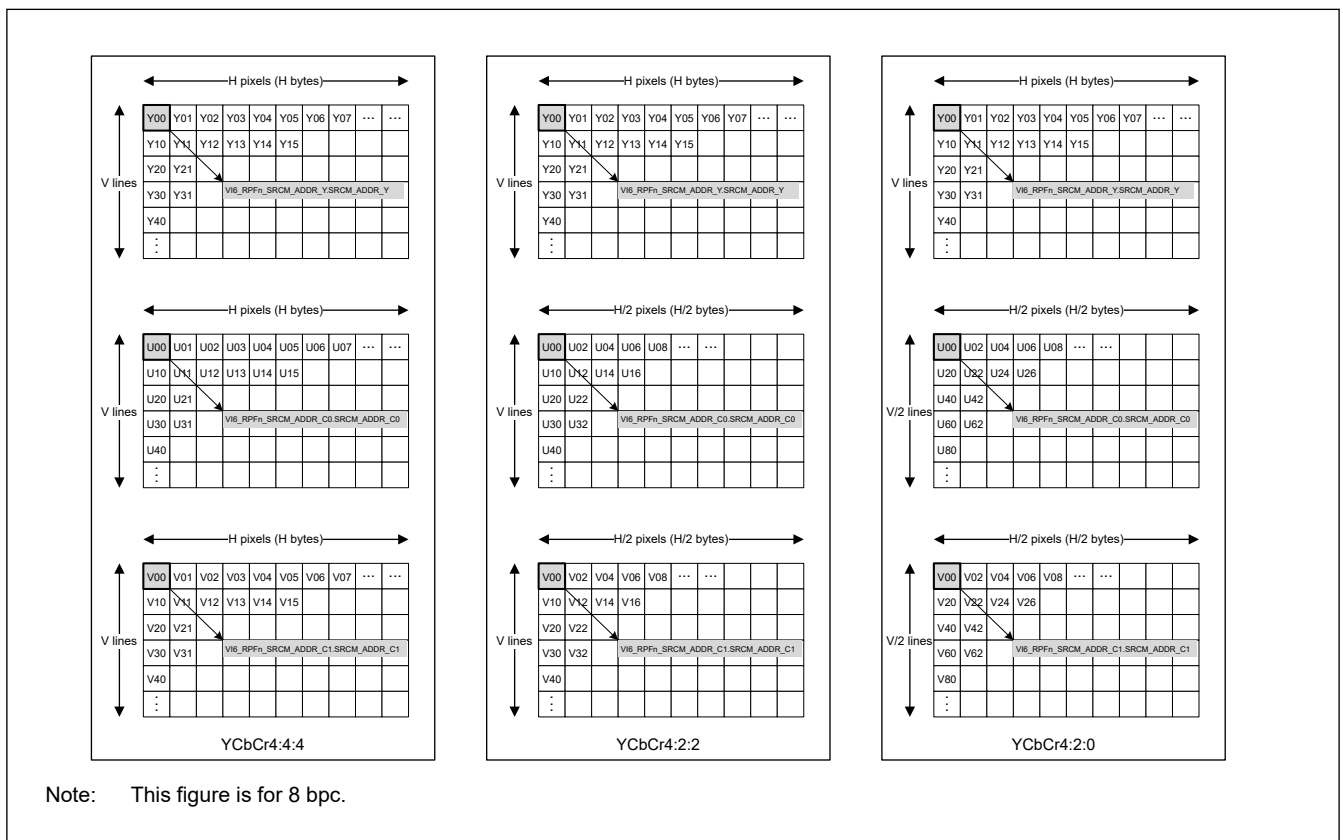 H pixels (H bytes)
V lines
Y00 Y01 Y02 Y03 Y04 Y05 Y06 Y07 ... ...
Y10 Y11 Y12 Y13 Y14 Y15
Y20 Y21
Y30 Y31
VI6_RPFn_SRCM_ADDR_Y.SRCM_ADDR_Y
Y40
⋮
H pixels (H bytes)
V lines
U00 U01 U02 U03 U04 U05 U06 U07 ... ...
U10 U11 U12 U13 U14 U15
U20 U21
U30 U31
VI6_RPFn_SRCM_ADDR_C0.SRCM_ADDR_C0
U40
⋮
H pixels (H bytes)
V lines
V00 V01 V02 V03 V04 V05 V06 V07 ... ...
V10 V11 V12 V13 V14 V15
V20 V21
V30 V31
VI6_RPFn_SRCM_ADDR_C1.SRCM_ADDR_C1
V40
⋮
YCbCr4:4:4
H pixels (H bytes)
V lines
Y00 Y01 Y02 Y03 Y04 Y05 Y06 Y07 ... ...
Y10 Y11 Y12 Y13 Y14 Y15
Y20 Y21
Y30 Y31
VI6_RPFn_SRCM_ADDR_Y.SRCM_ADDR_Y
Y40
⋮
H/2 pixels (H/2 bytes)
V lines
U00 U02 U04 U06 U08 ... ...
U10 U12 U14 U16
U20 U22
U30 U32
VI6_RPFn_SRCM_ADDR_C0.SRCM_ADDR_C0
U40
⋮
H/2 pixels (H/2 bytes)
V lines
V00 V02 V04 V06 V08 ... ...
V10 V12 V14 V16
V20 V22
V30 V32
VI6_RPFn_SRCM_ADDR_C1.SRCM_ADDR_C1
V40
⋮
YCbCr4:2:2
H pixels (H bytes)
V lines
Y00 Y01 Y02 Y03 Y04 Y05 Y06 Y07 ... ...
Y10 Y11 Y12 Y13 Y14 Y15
Y20 Y21
Y30 Y31
VI6_RPFn_SRCM_ADDR_Y.SRCM_ADDR_Y
Y40
⋮
H/2 pixels (H/2 bytes)
V/2 lines
U00 U02 U04 U06 U08 ... ...
U20 U22 U24 U26
U40 U42
U60 U62
VI6_RPFn_SRCM_ADDR_C0.SRCM_ADDR_C0
U80
⋮
H/2 pixels (H/2 bytes)
V/2 lines
V00 V02 V04 V06 V08 ... ...
V20 V22 V24 V26
V40 V42
V60 V62
VI6_RPFn_SRCM_ADDR_C1.SRCM_ADDR_C1
V80
⋮
YCbCr4:2:0
Note: This figure is for 8 bpc.